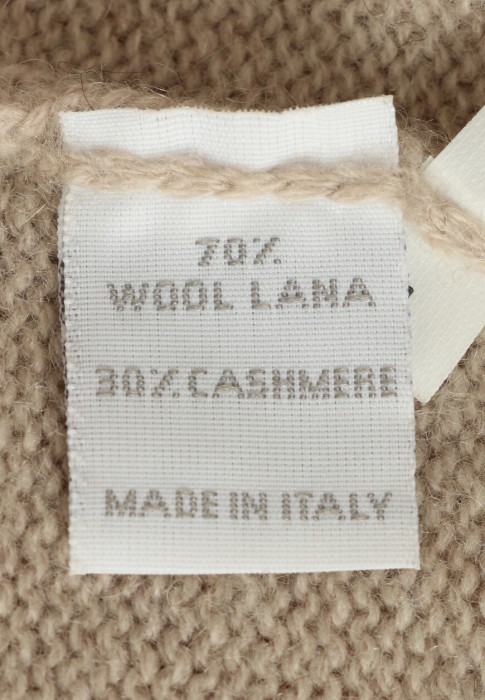 70%
WOOL LANA
30% CASHMERE
MADE IN ITALY